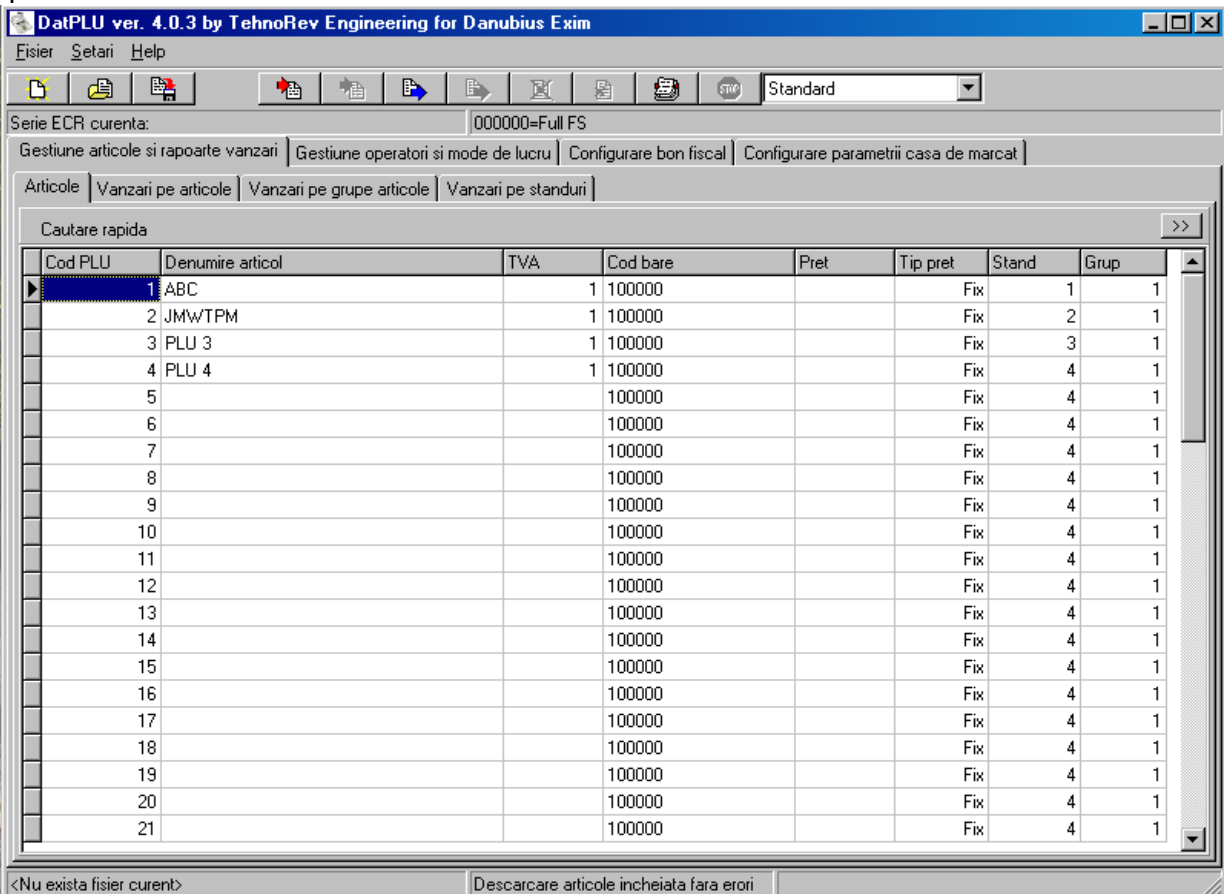 DatPLU ver. 4.0.3 by TehnoRev Engineering for Danubius Exim
Fisier Setari Help
STOP Standard
Serie ECR curenta: 000000=Full FS
Gestiune articole si rapoarte vanzari Gestiune operatori si mode de lucru Configurare bon fiscal Configurare parametrii casa de marcat
Articole Vanzari pe articole Vanzari pe grupe articole Vanzari pe standuri
Cautare rapida >>
Cod PLU Denumire articol TVA Cod bare Pret Tip pret Stand Grup
1 ABC 1 100000 Fix 1 1
2 JMWTPM 1 100000 Fix 2 1
3 PLU 3 1 100000 Fix 3 1
4 PLU 4 1 100000 Fix 4 1
5 100000 Fix 4 1
6 100000 Fix 4 1
7 100000 Fix 4 1
8 100000 Fix 4 1
9 100000 Fix 4 1
10 100000 Fix 4 1
11 100000 Fix 4 1
12 100000 Fix 4 1
13 100000 Fix 4 1
14 100000 Fix 4 1
15 100000 Fix 4 1
16 100000 Fix 4 1
17 100000 Fix 4 1
18 100000 Fix 4 1
19 100000 Fix 4 1
20 100000 Fix 4 1
21 100000 Fix 4 1
<Nu exista fisier curent> Descarcare articole incheiata fara erori